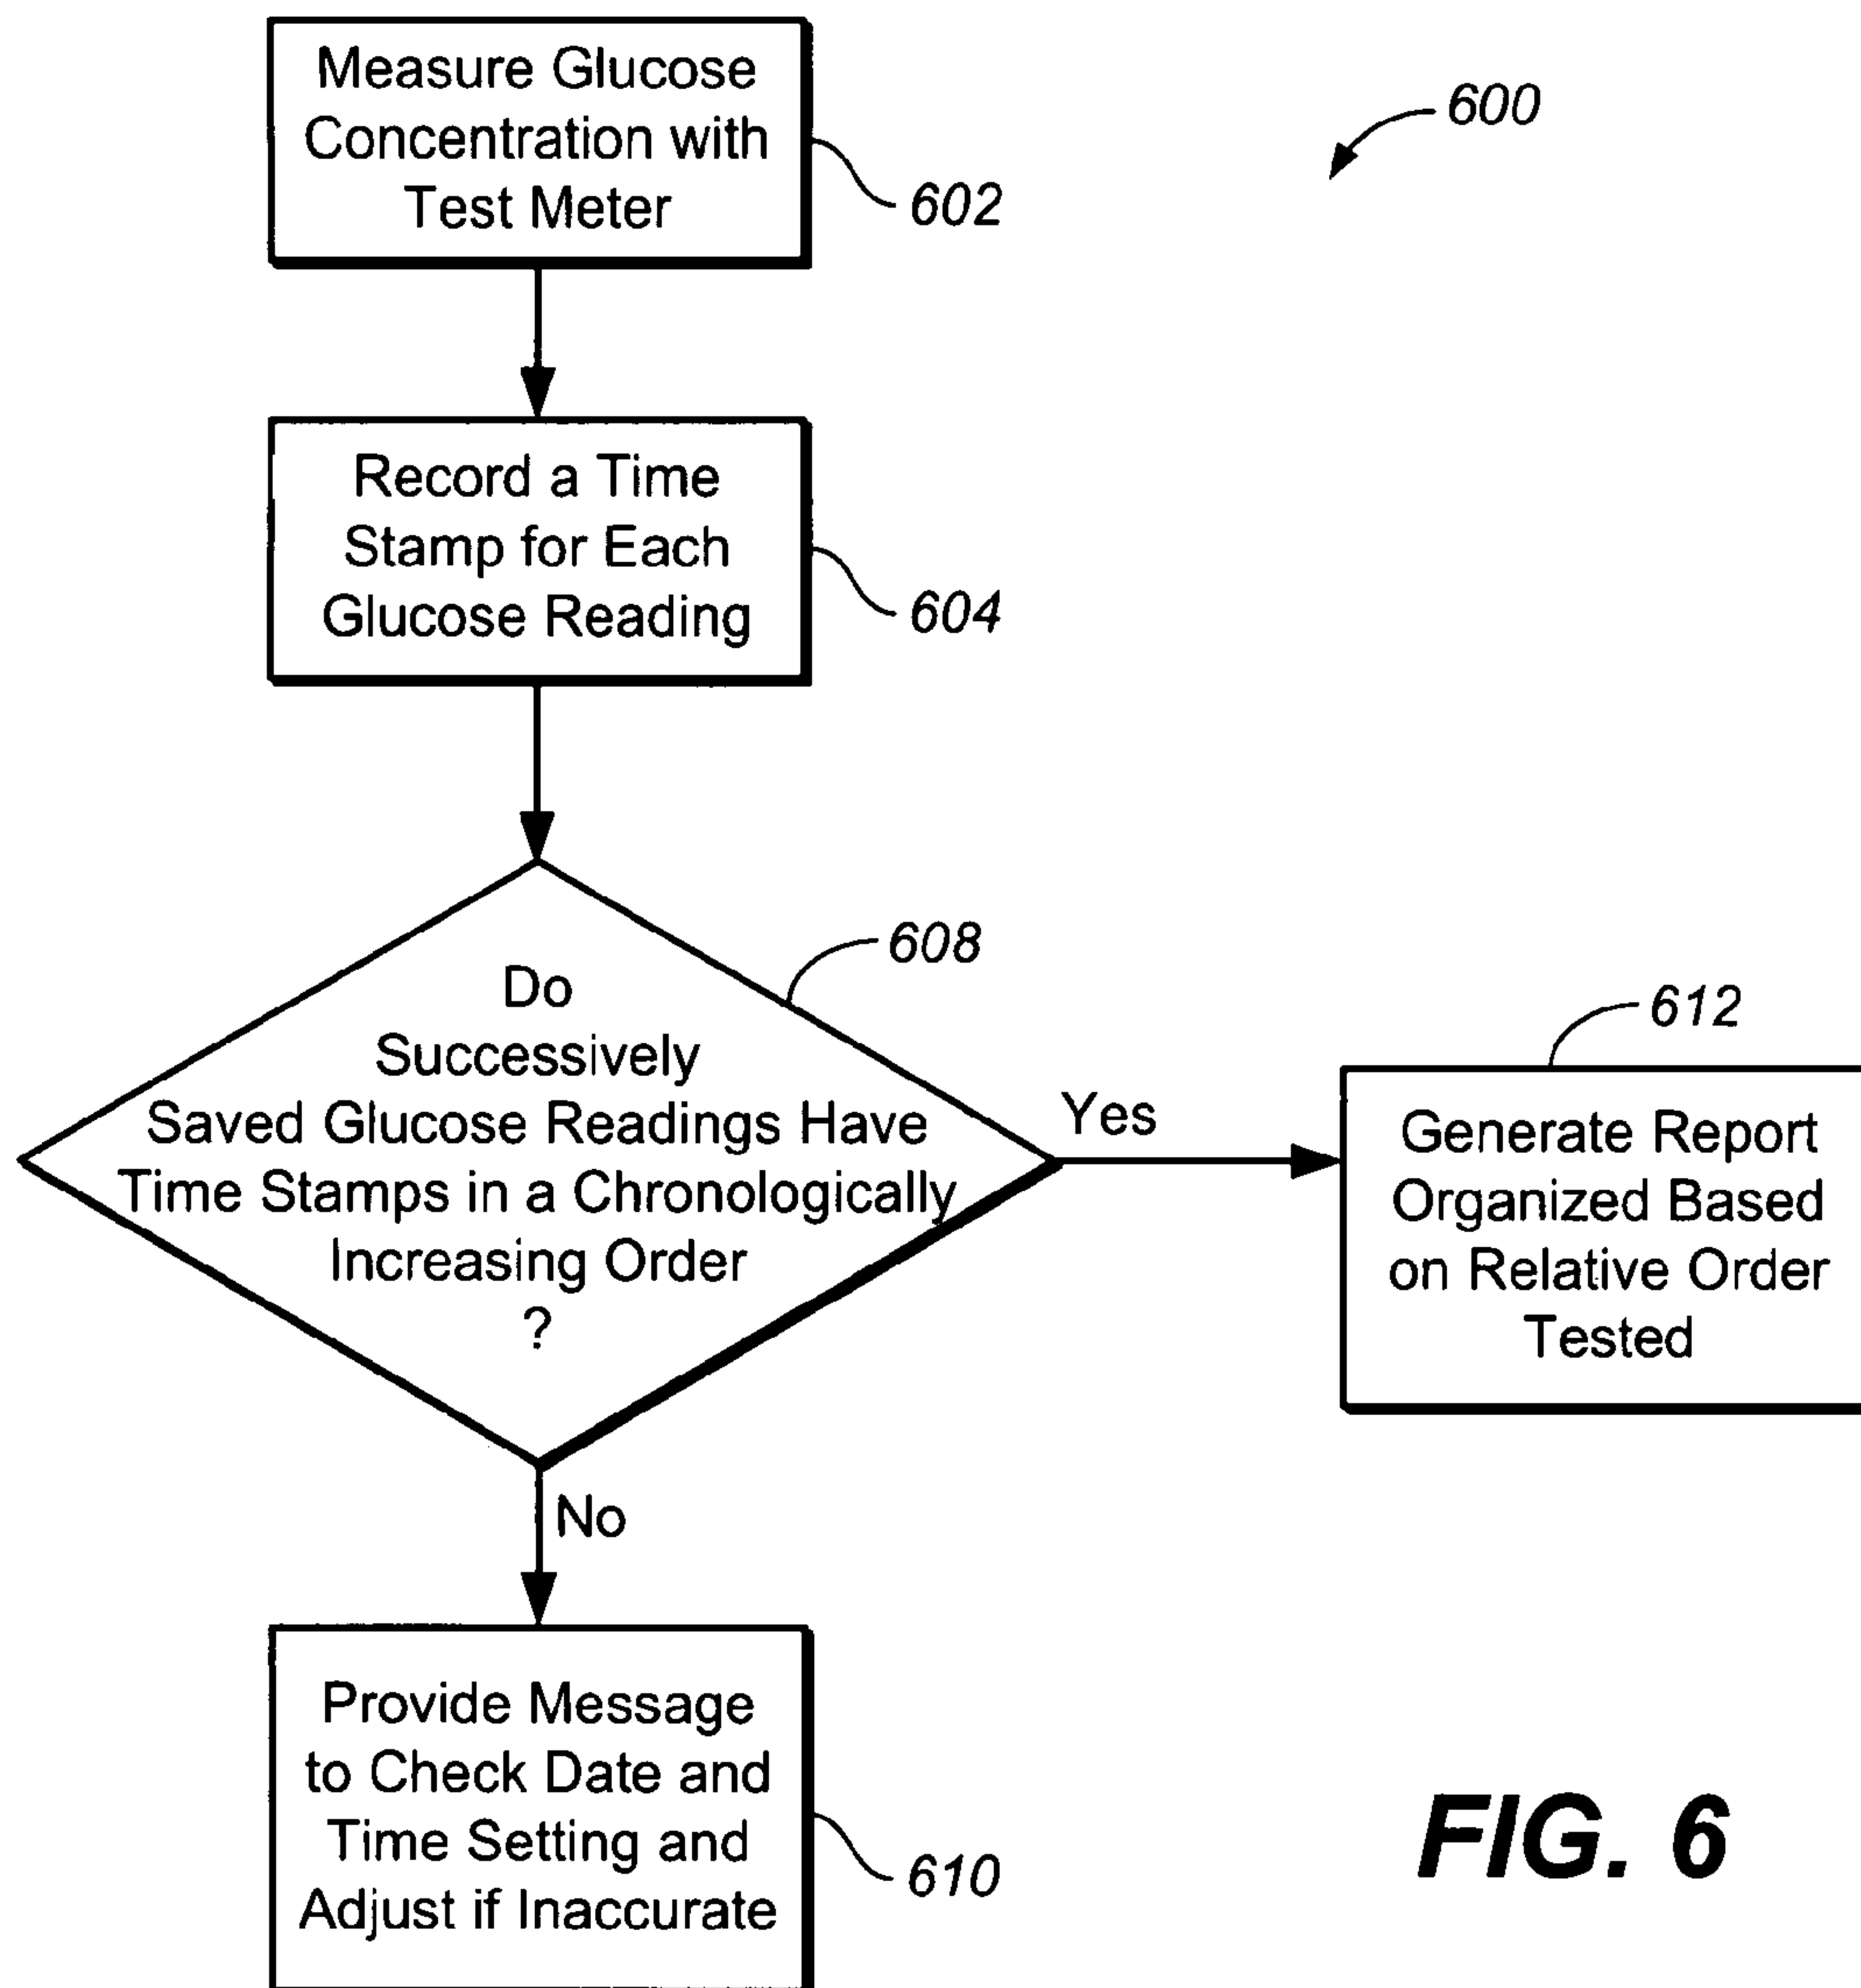 Measure Glucose
Concentration with
Test Meter
602
600
Record a Time
Stamp for Each
Glucose Reading
604
Do
Successively
Saved Glucose Readings Have
Time Stamps in a Chronologically
Increasing Order
?
608
Yes
612
Generate Report
Organized Based
on Relative Order
Tested
No
Provide Message
to Check Date and
Time Setting and
Adjust if Inaccurate
610
FIG. 6